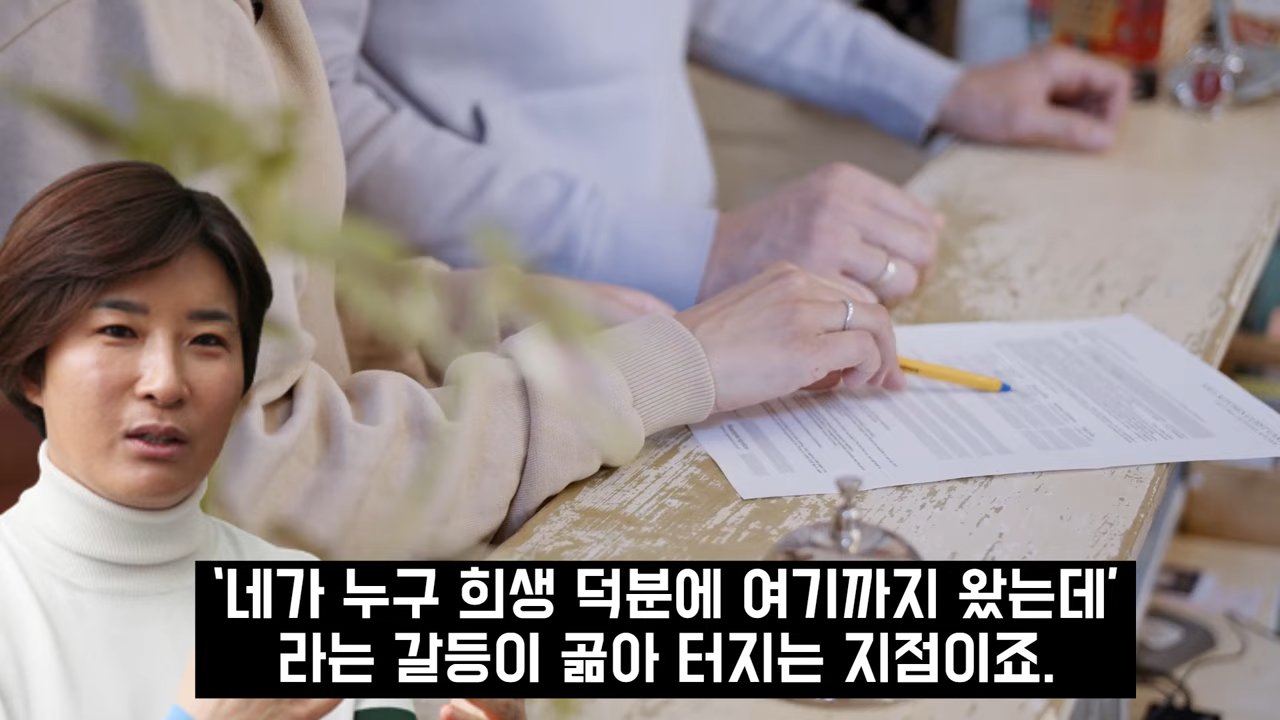 ‘네가 누구 희생 덕분에 여기까지 왔는데’
라는 갈등이 곪아 터지는 지점이죠.